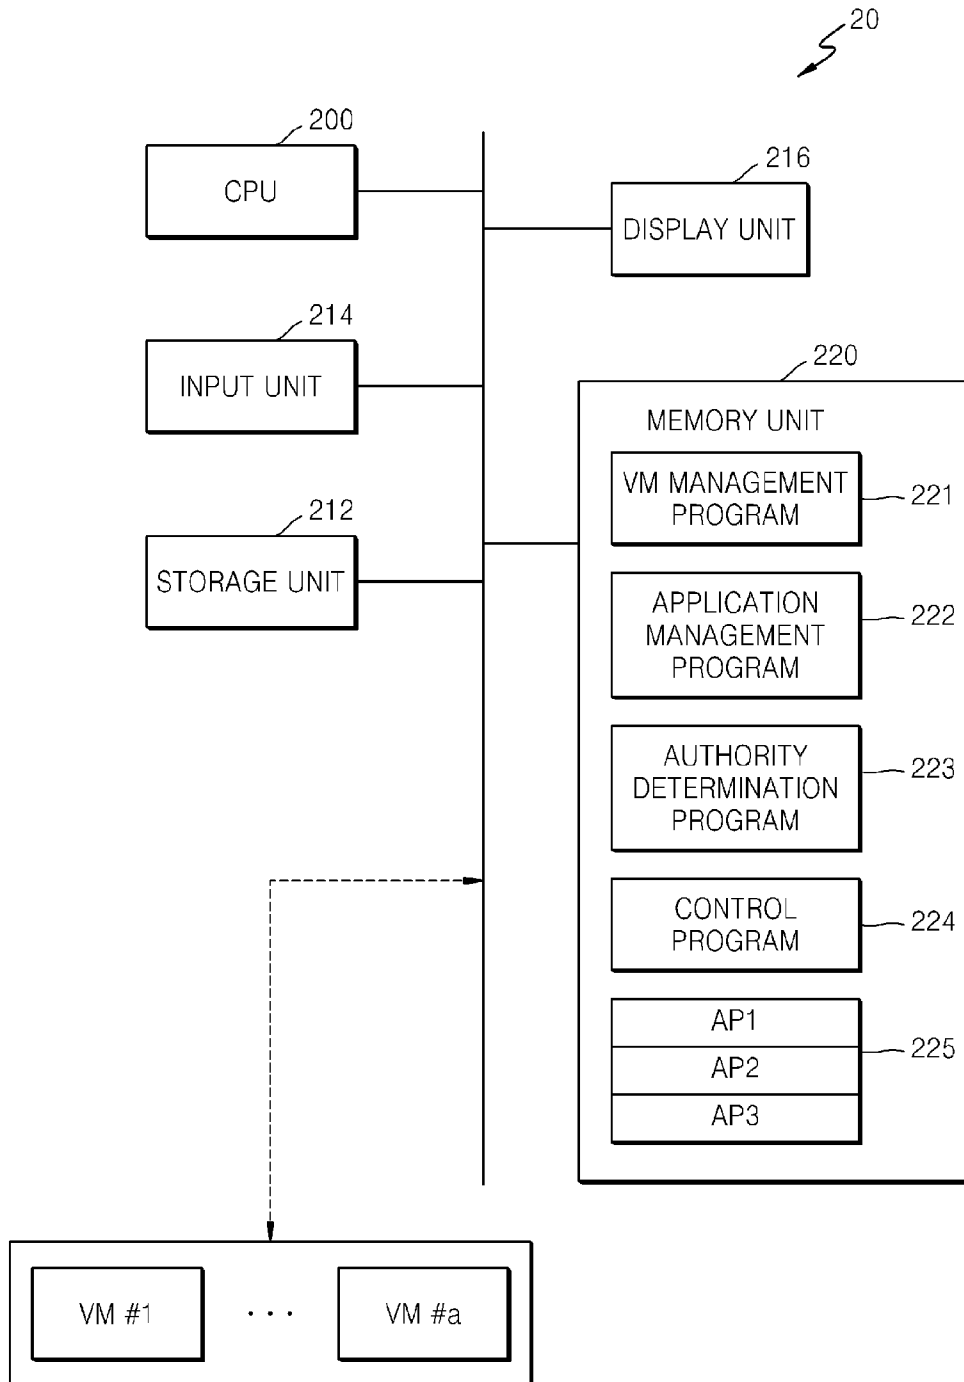 20
200
CPU
216
DISPLAY UNIT
214
INPUT UNIT
220
MEMORY UNIT
VM MANAGEMENT
PROGRAM
221
212
STORAGE UNIT
APPLICATION
MANAGEMENT
PROGRAM
222
AUTHORITY
DETERMINATION
PROGRAM
223
CONTROL
PROGRAM
224
AP1
AP2
AP3
225
VM #1
· · ·
VM #a